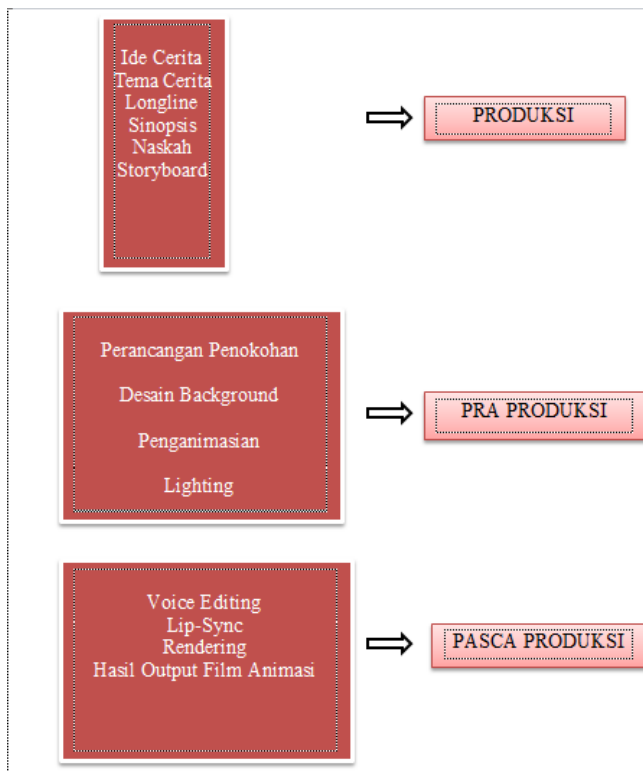 Ide Cerita
Tema Cerita
Longline
Sinopsis
Naskah
Storyboard
PRODUKSI
Perancangan Penokohan
Desain Background
Penganimasian
Lighting
PRA PRODUKSI
Voice Editing
Lip-Sync
Rendering
Hasil Output Film Animasi
PASCA PRODUKSI